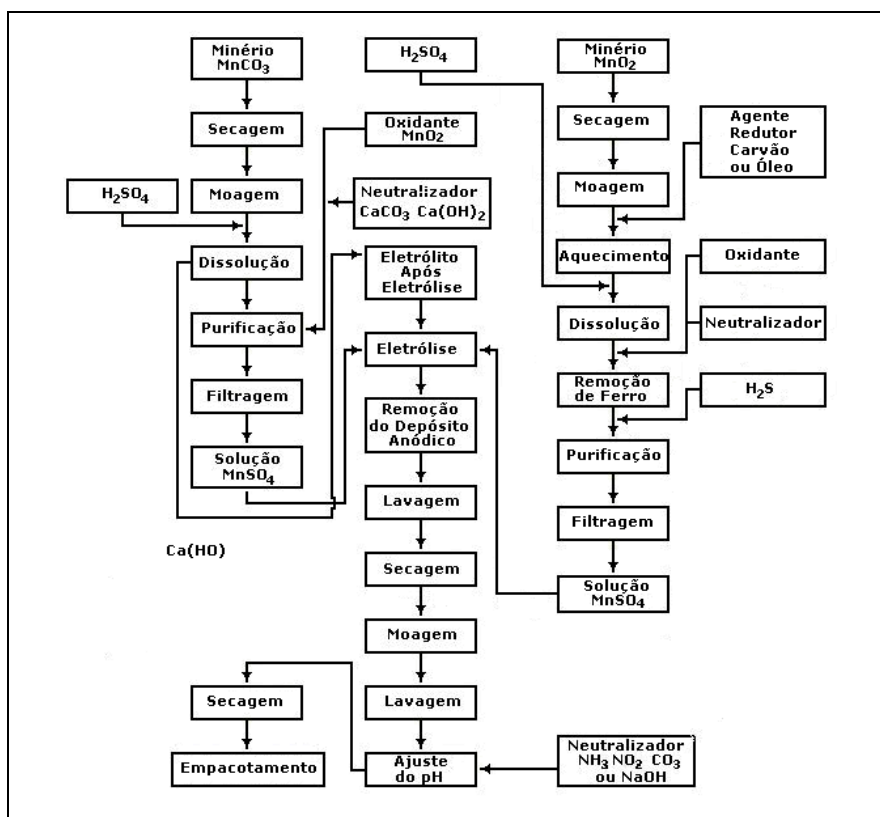 Minério
MnCO3
H2SO4
Minério
MnO2
Secagem
Oxidante
MnO2
Secagem
Agente
Redutor
Carvão
ou Óleo
H2SO4
Moagem
Neutralizador
CaCO3 Ca(OH)2
Moagem
Dissolução
Eletrólito
Após
Eletrólise
Aquecimento
Oxidante
Purificação
Eletrólise
Dissolução
Neutralizador
Filtragem
Remoção
do Depósito
Anódico
Remoção
de Ferro
H2S
Solução
MnSO4
Purificação
Lavagem
Filtragem
Ca(HO)
Secagem
Solução
MnSO4
Moagem
Secagem
Lavagem
Empacotamento
Ajuste
do pH
Neutralizador
NH3 NO2 CO3
ou NaOH